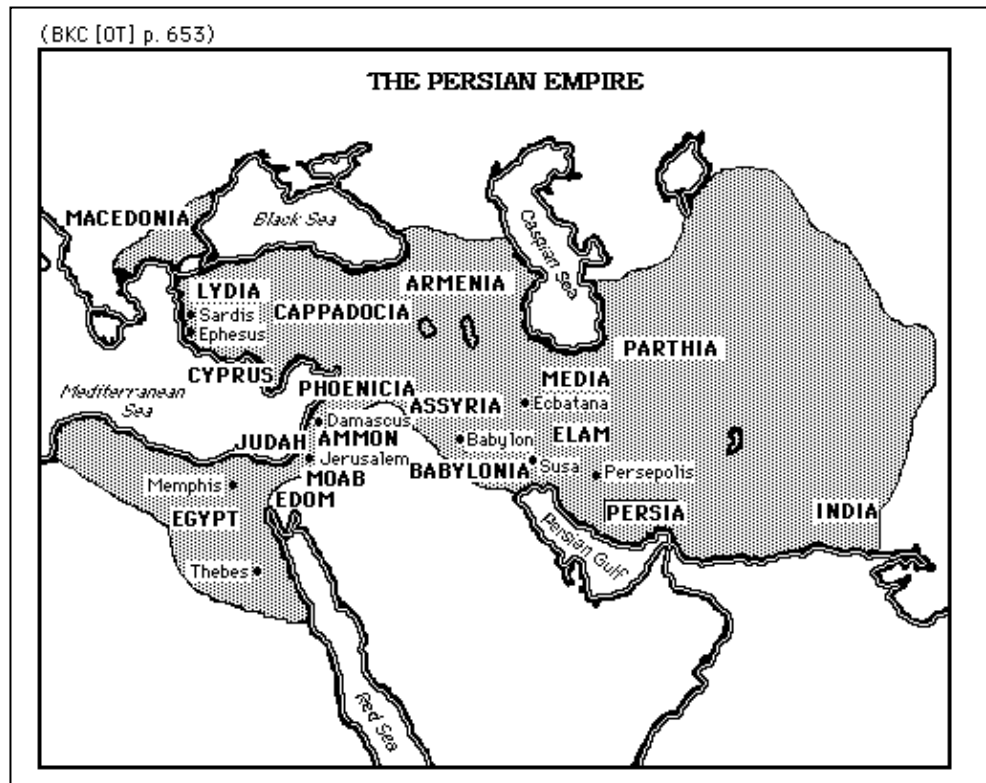 (BKC [OT] p. 653)
THE PERSIAN EMPIRE
MACEDONIA
Black Sea
Caspian Sea
LYDIA
Sardis
Ephesus
CAPPADOCIA
ARMENIA
PARTHIA
CYPRUS
Mediterranean
Sea
PHOENICIA
MEDIA
Ecbatana
ASSYRIA
Damascus
JUDAH
AMMON
Jerusalem
Babylon
ELAM
BABYLONIA
Susa
Persepolis
MOAB
EDOM
Memphis
EGYPT
Thebes
PERSIA
INDIA
Persian Gulf
Red Sea